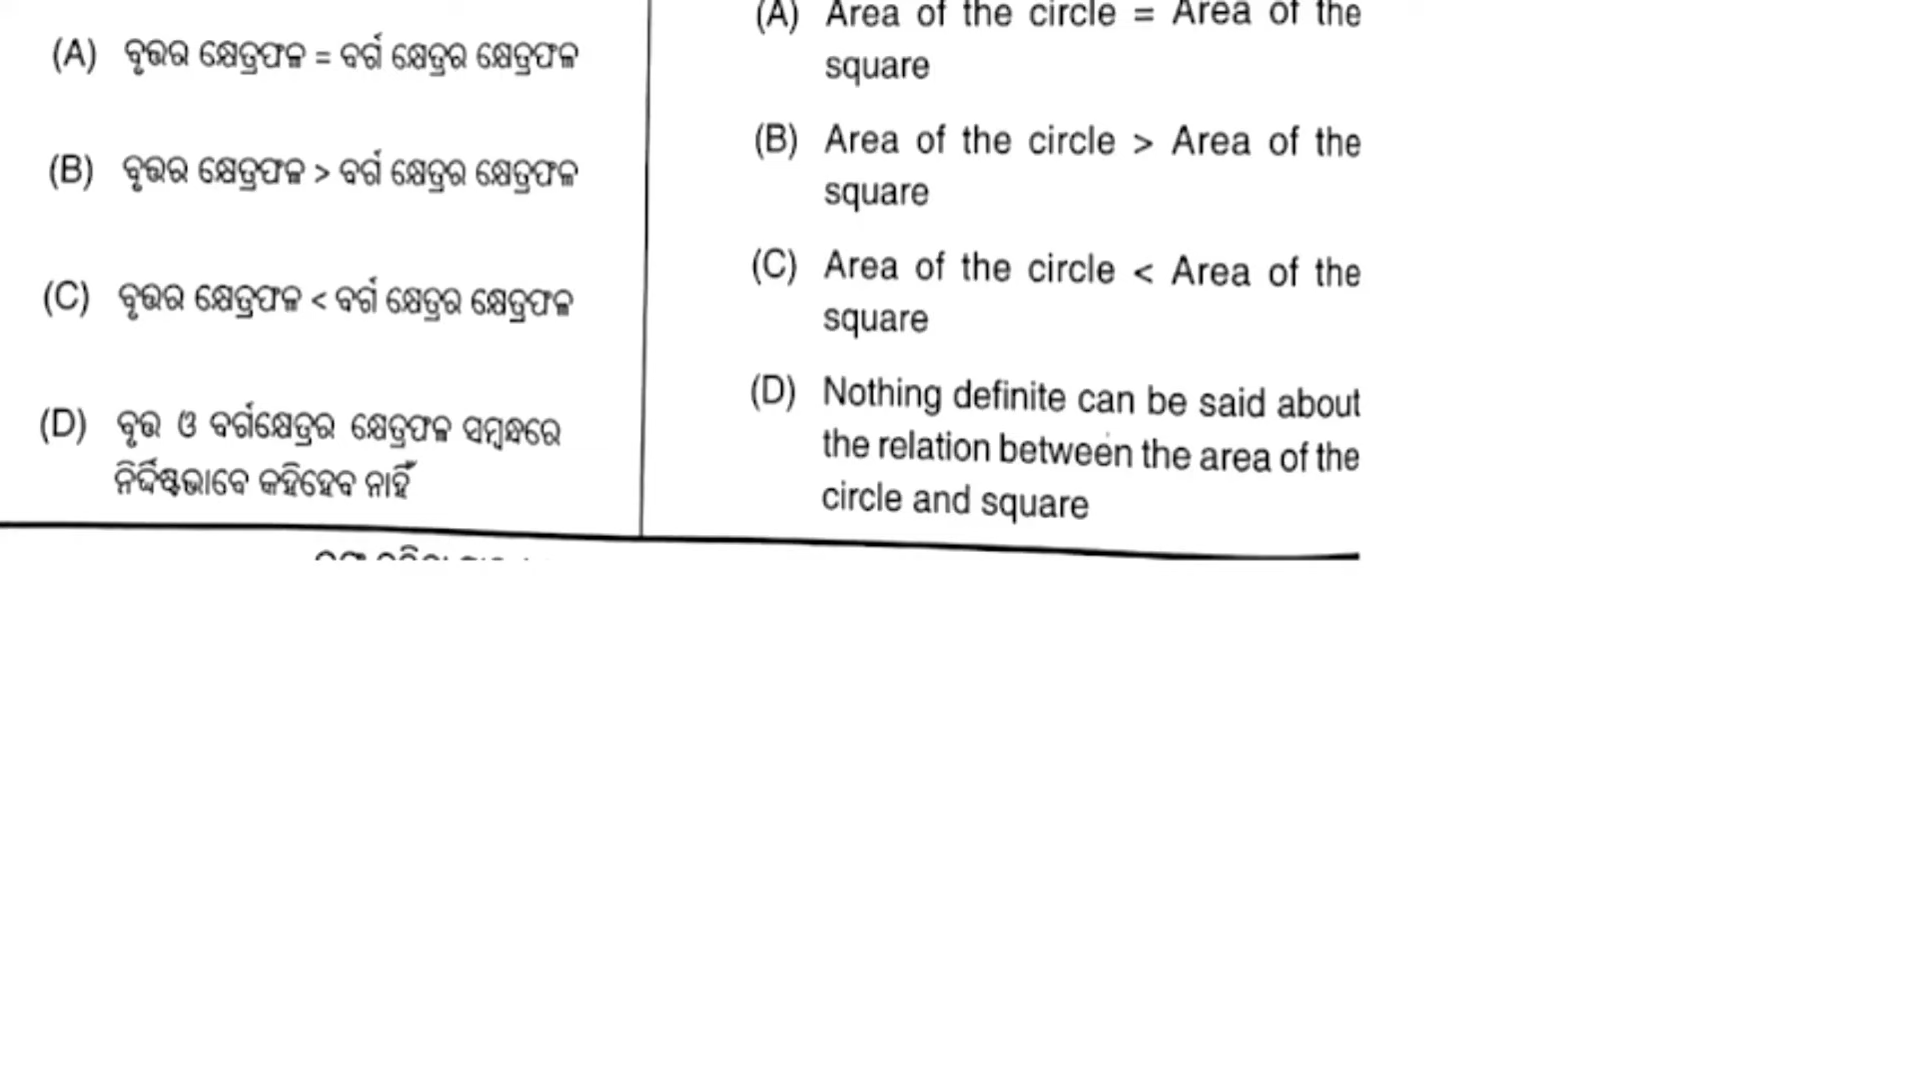 (A) ବୃତ୍ତର କ୍ଷେତ୍ରଫଳ = ବର୍ଗ କ୍ଷେତ୍ରର କ୍ଷେତ୍ରଫଳ
(B) ବୃତ୍ତର କ୍ଷେତ୍ରଫଳ > ବର୍ଗ କ୍ଷେତ୍ରର କ୍ଷେତ୍ରଫଳ
(C) ବୃତ୍ତର କ୍ଷେତ୍ରଫଳ < ବର୍ଗ କ୍ଷେତ୍ରର କ୍ଷେତ୍ରଫଳ
(D) ବୃତ୍ତ ଓ ବର୍ଗକ୍ଷେତ୍ରର କ୍ଷେତ୍ରଫଳ ସମ୍ବନ୍ଧରେ
ନିର୍ଦ୍ଦିଷ୍ଟଭାବେ କହିହେବ ନାହିଁ
(A) Area of the circle = Area of the
square
(B) Area of the circle > Area of the
square
(C) Area of the circle < Area of the
square
(D) Nothing definite can be said about
the relation between the area of the
circle and square